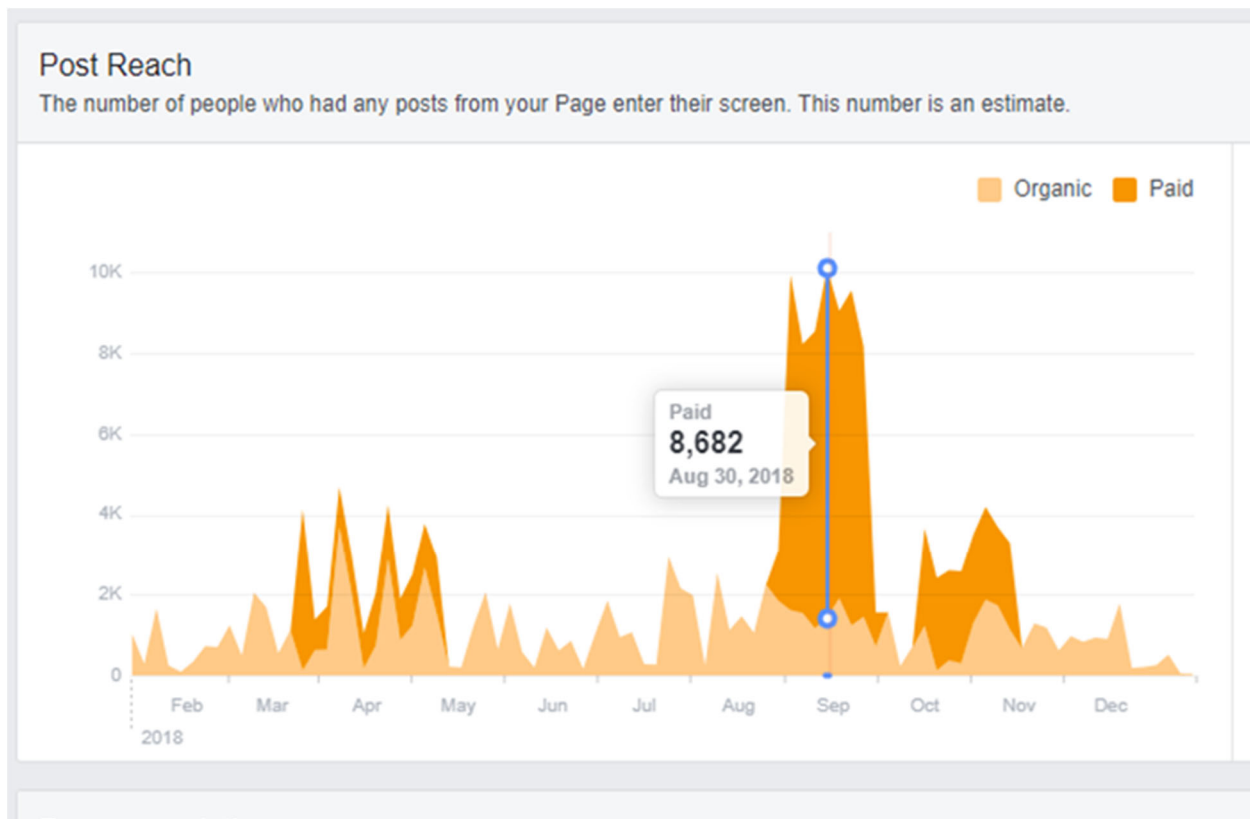 Post Reach
The number of people who had any posts from your Page enter their screen. This number is an estimate.
Organic Paid
10K
8K
6K
4K
2K
0
Paid
8,682
Aug 30, 2018
Feb Mar Apr May Jun Jul Aug Sep Oct Nov Dec
2018